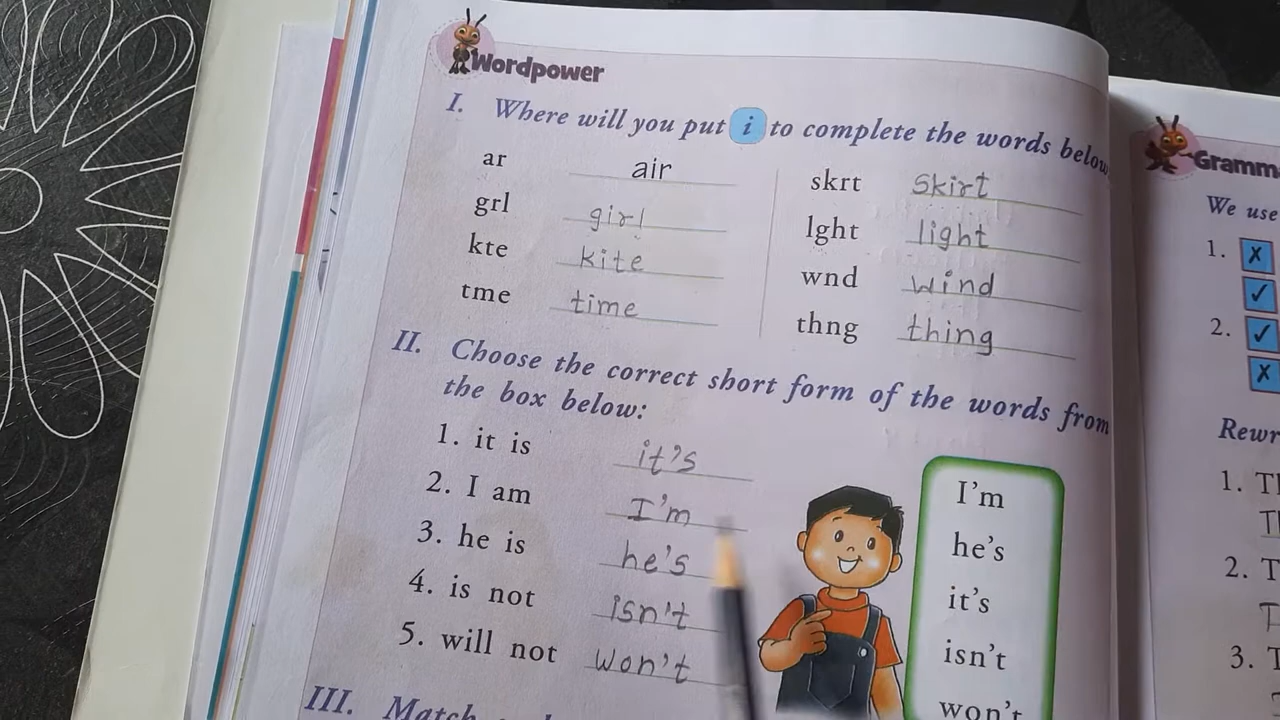 Wordpower
I. Where will you put i to complete the words below
ar air skrt skirt
grl girl lght light
kte kite wnd wind
tme time thng thing
II. Choose the correct short form of the words from
the box below:
1. it is it's
2. I am I'm
3. he is he's
4. is not isn't
5. will not won't
I'm
he's
it's
isn't
won't
III. Match
We use
1. ✗
✓
2. ✓
✗
1.
2.
3.